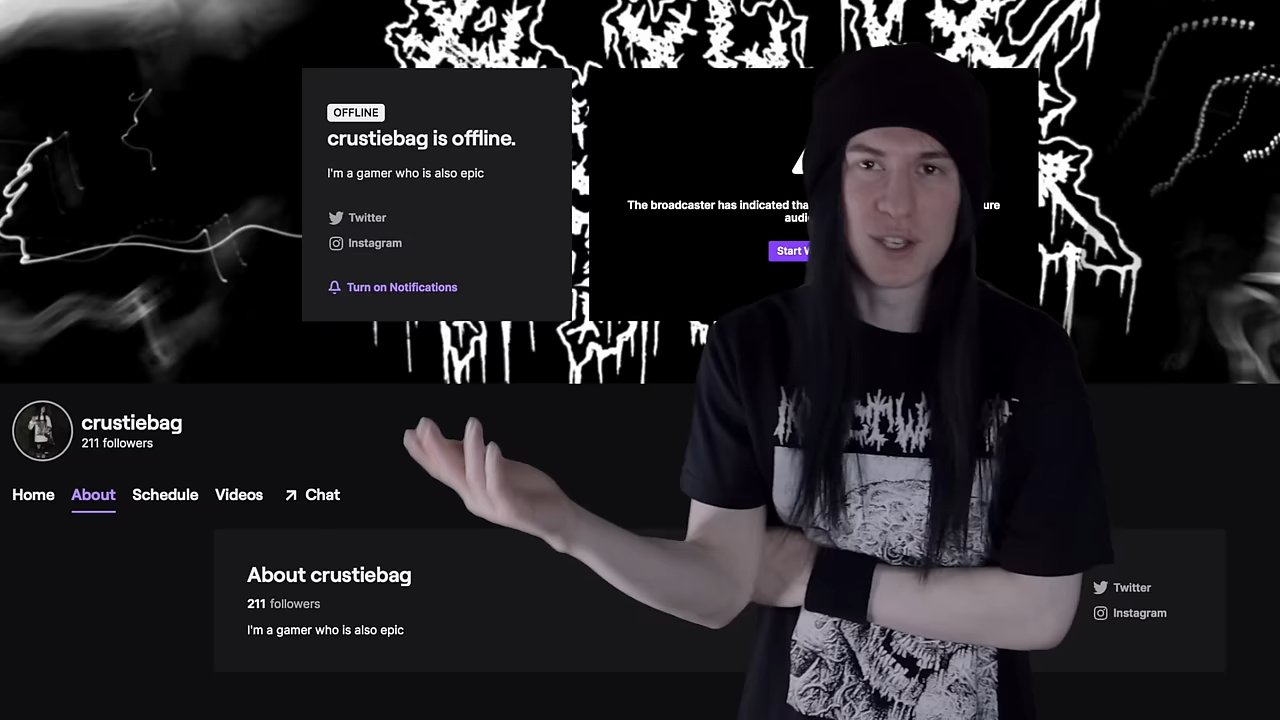 OFFLINE
crustiebag is offline.
I'm a gamer who is also epic
Twitter
Instagram
Turn on Notifications
The broadcaster has indicated
audio
Start
crustiebag
211 followers
Home About Schedule Videos Chat
About crustiebag
211 followers
I'm a gamer who is also epic
Twitter
Instagram